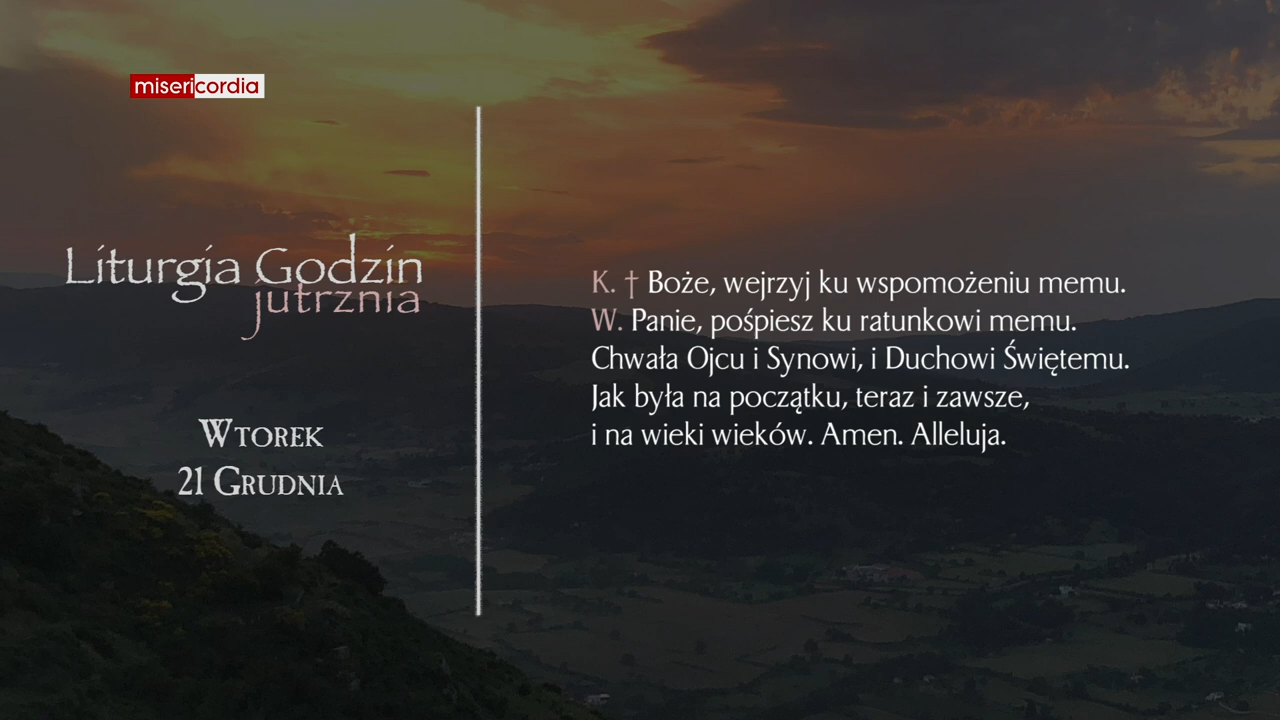 misericordia
Liturgia Godzin
jutrznia
Wtorek
21 Grudnia
K. † Boże, wejrzyj ku wspomożeniu memu.
W. Panie, pośpiesz ku ratunkowi memu.
Chwała Ojcu i Synowi, i Duchowi Świętemu.
Jak była na początku, teraz i zawsze,
i na wieki wieków. Amen. Alleluja.